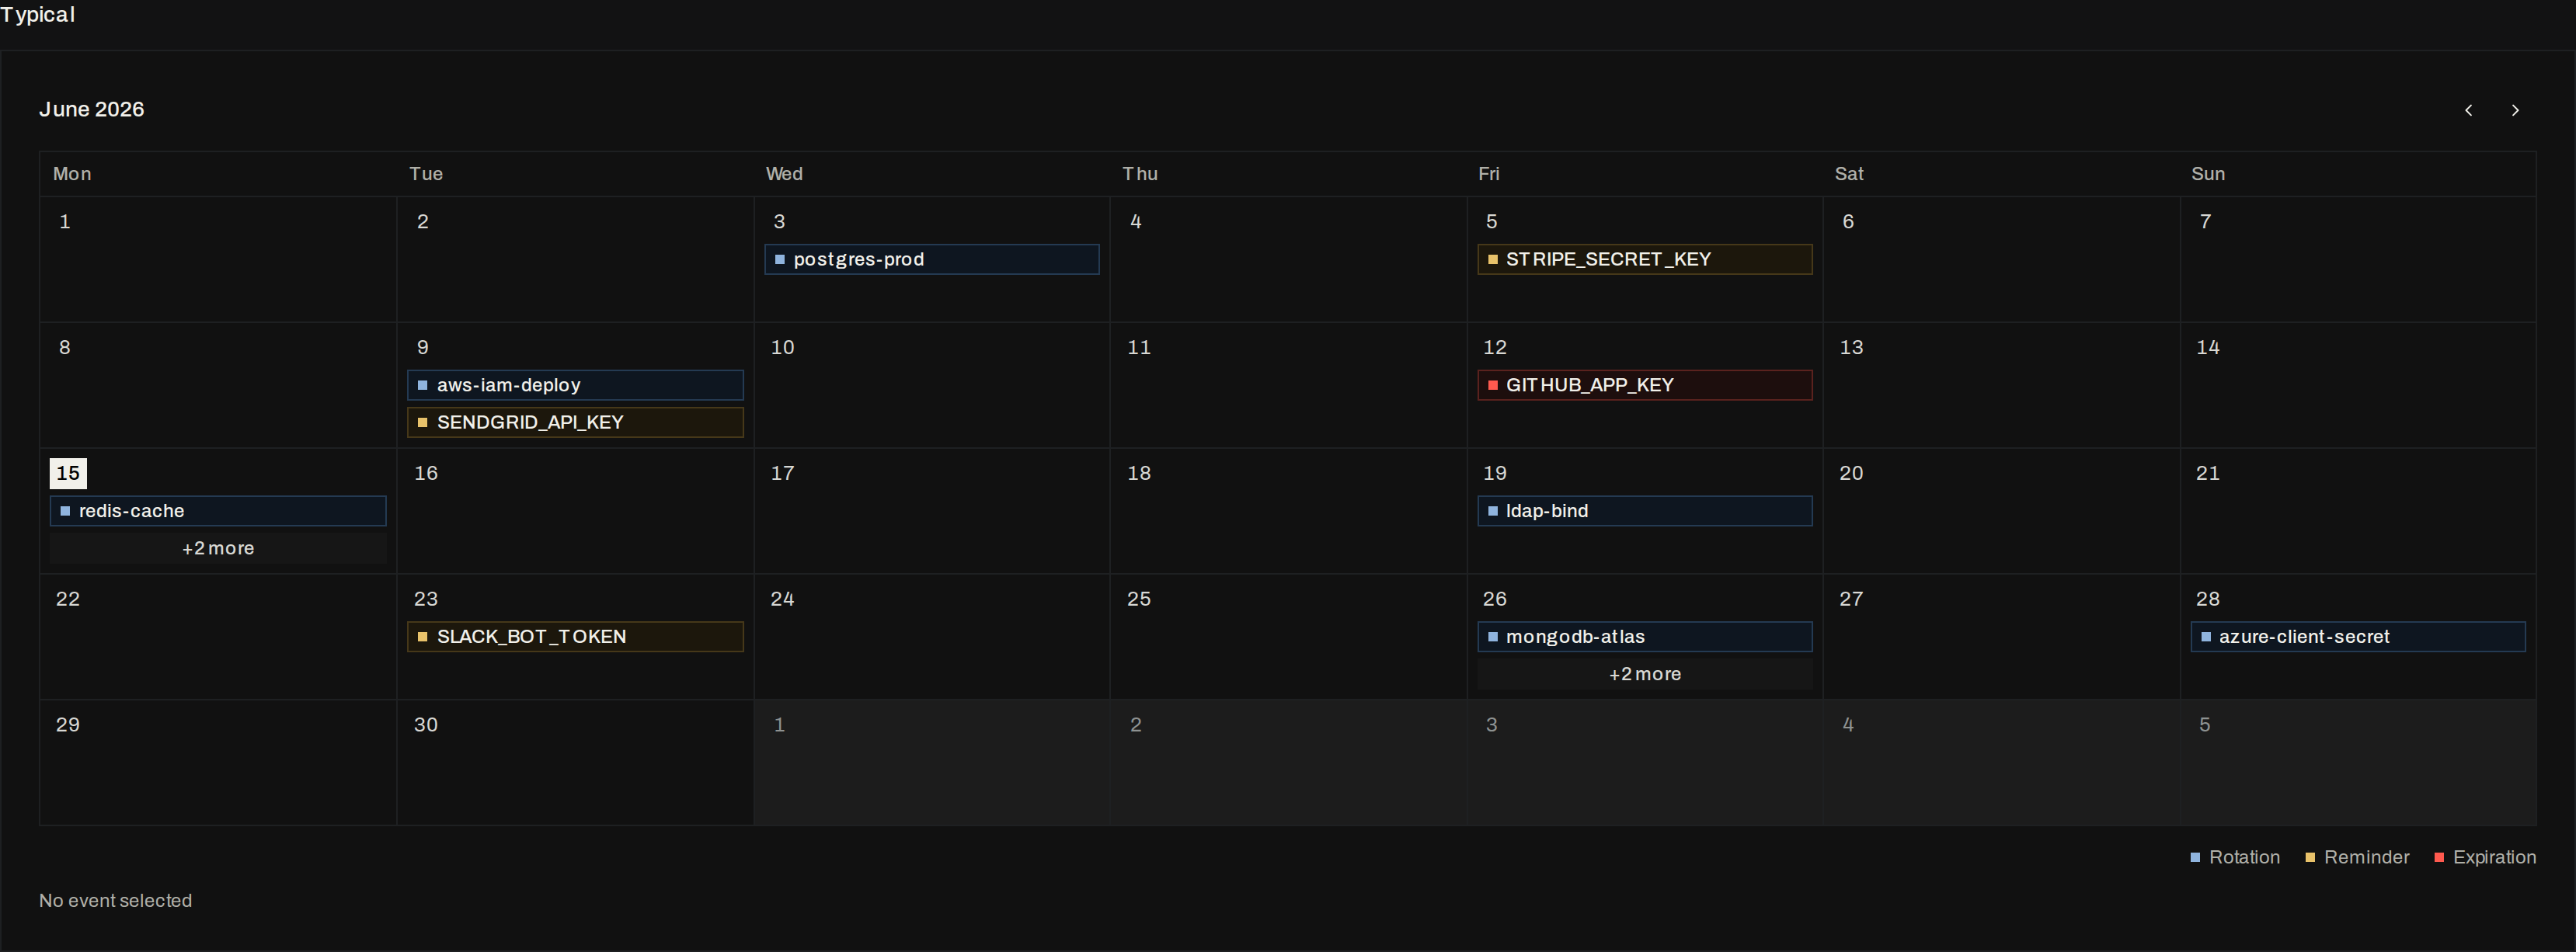 Typical
June 2026
Mon Tue Wed Thu Fri Sat Sun
1 2 3 4 5 6 7
postgres-prod STRIPE_SECRET_KEY
8 9 10 11 12 13 14
aws-iam-deploy GITHUB_APP_KEY
SENDGRID_API_KEY
15 16 17 18 19 20 21
redis-cache ldap-bind
+2 more
22 23 24 25 26 27 28
SLACK_BOT_TOKEN mongodb-atlas azure-client-secret
+2 more
29 30 1 2 3 4 5
Rotation Reminder Expiration
No event selected